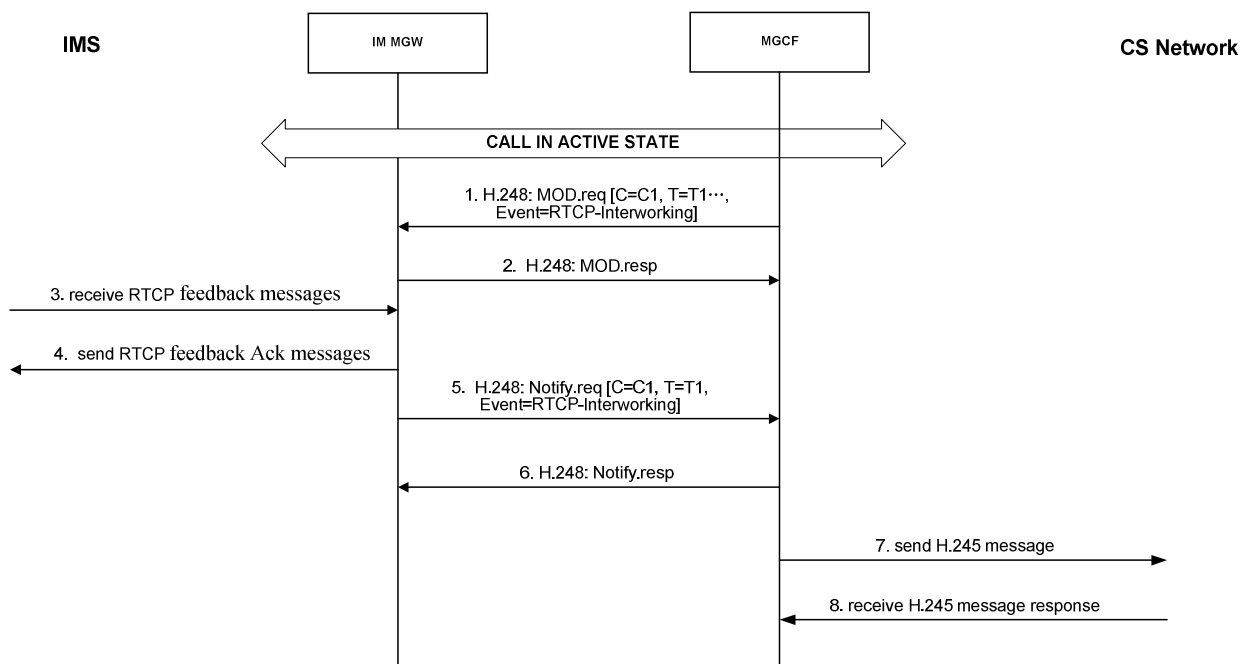 IMS
IM MGW
MGCF
CS Network
CALL IN ACTIVE STATE
1. H.248: MOD.req [C=C1, T=T1···,
Event=RTCP-Interworking]
2. H.248: MOD.resp
3. receive RTCP feedback messages
4. send RTCP feedback Ack messages
5. H.248: Notify.req [C=C1, T=T1,
Event=RTCP-Interworking]
6. H.248: Notify.resp
7. send H.245 message
8. receive H.245 message response